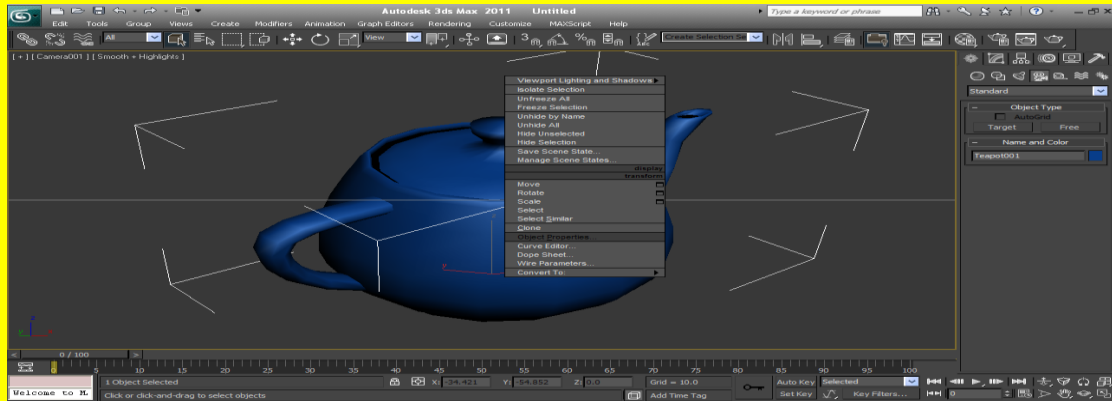 Autodesk 3ds Max 2011 Untitled
Type a keyword or phrase
Edit Tools Group Views Create Modifiers Animation Graph Editors Rendering Customize MAXScript Help
All
View
3
Create Selection Se
[ + ] [ Camera001 ] [ Smooth + Highlights ]
Viewport Lighting and Shadows
Isolate Selection
Unfreeze All
Freeze Selection
Unhide by Name
Unhide All
Hide Unselected
Hide Selection
Save Scene State...
Manage Scene States...
display
transform
Move
Rotate
Scale
Select
Select Similar
Clone
Object Properties...
Curve Editor...
Dope Sheet...
Wire Parameters...
Convert To:
Standard
Object Type
AutoGrid
Target Free
Name and Color
Teapot001
0 / 100
0 5 10 15 20 25 30 35 40 45 50 55 60 65 70 75 80 85 90 95 100
1 Object Selected
X: -34.421 Y: -54.852 Z: 0.0
Grid = 10.0
Auto Key Selected
Welcome to M
Click or click-and-drag to select objects
Add Time Tag
Set Key Key Filters...
0